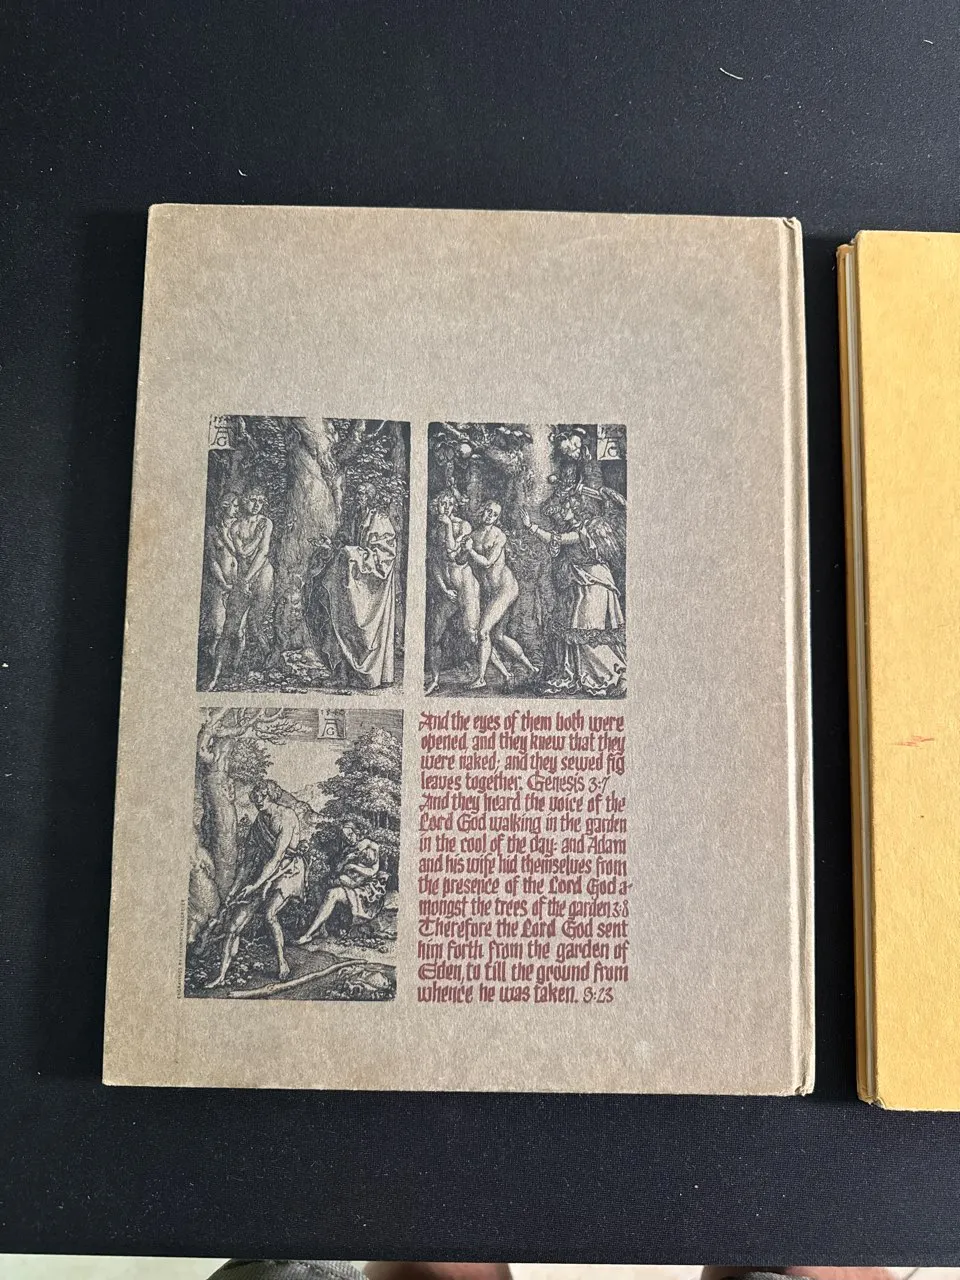 And the eyes of them both were
opened, and they knew that they
were naked; and they sewed fig
leaves together. Genesis 3:7
And they heard the voice of the
Lord God walking in the garden
in the cool of the day: and Adam
and his wife hid themselves from
the presence of the Lord God a-
mongst the trees of the garden 3:8
Therefore the Lord God sent
him forth from the garden of
Eden, to till the ground from
whence he was taken. 3:23